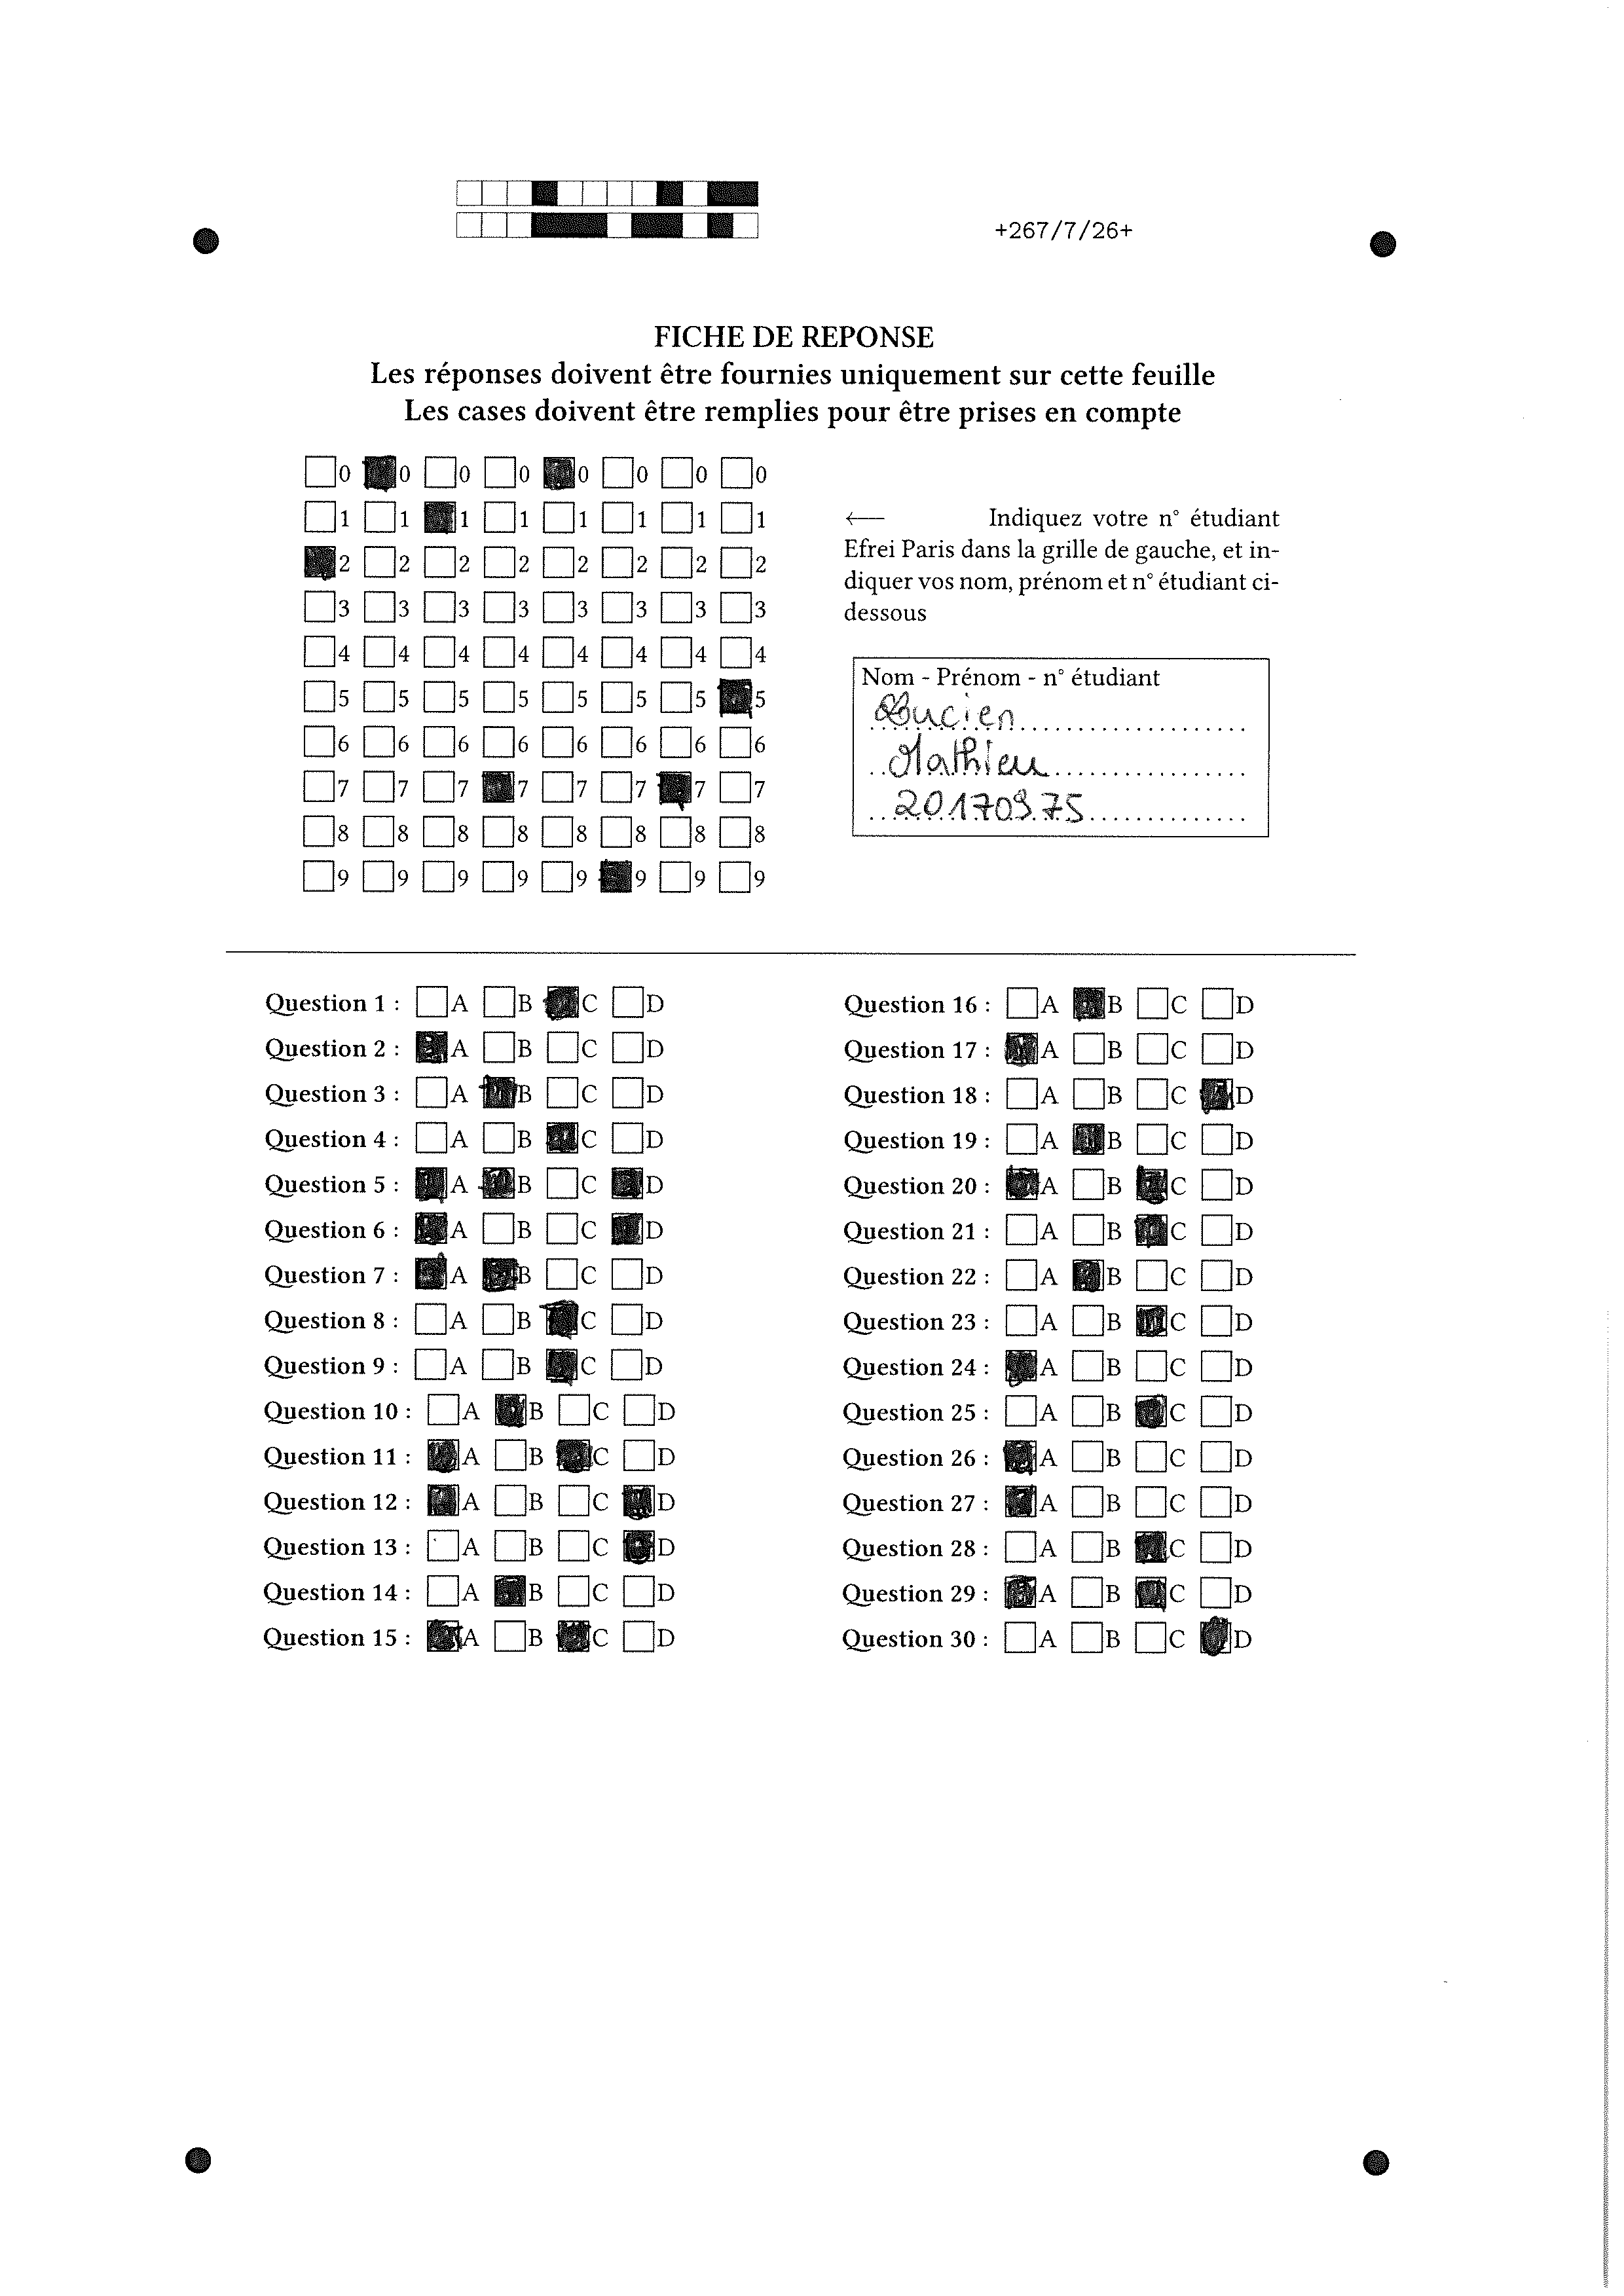 +267/7/26+
FICHE DE REPONSE
Les réponses doivent être fournies uniquement sur cette feuille
Les cases doivent être remplies pour être prises en compte
0 0 0 0 0 0 0 0
1 1 1 1 1 1 1 1
2 2 2 2 2 2 2 2
3 3 3 3 3 3 3 3
4 4 4 4 4 4 4 4
5 5 5 5 5 5 5 5
6 6 6 6 6 6 6 6
7 7 7 7 7 7 7 7
8 8 8 8 8 8 8 8
9 9 9 9 9 9 9 9
← Indiquez votre n° étudiant
Efrei Paris dans la grille de gauche, et in-
diquer vos nom, prénom et n° étudiant ci-
dessous
Nom - Prénom - n° étudiant
Lucien
Mathieu
20170975
Question 1 : A B C D
Question 2 : A B C D
Question 3 : A B C D
Question 4 : A B C D
Question 5 : A B C D
Question 6 : A B C D
Question 7 : A B C D
Question 8 : A B C D
Question 9 : A B C D
Question 10 : A B C D
Question 11 : A B C D
Question 12 : A B C D
Question 13 : A B C D
Question 14 : A B C D
Question 15 : A B C D
Question 16 : A B C D
Question 17 : A B C D
Question 18 : A B C D
Question 19 : A B C D
Question 20 : A B C D
Question 21 : A B C D
Question 22 : A B C D
Question 23 : A B C D
Question 24 : A B C D
Question 25 : A B C D
Question 26 : A B C D
Question 27 : A B C D
Question 28 : A B C D
Question 29 : A B C D
Question 30 : A B C D